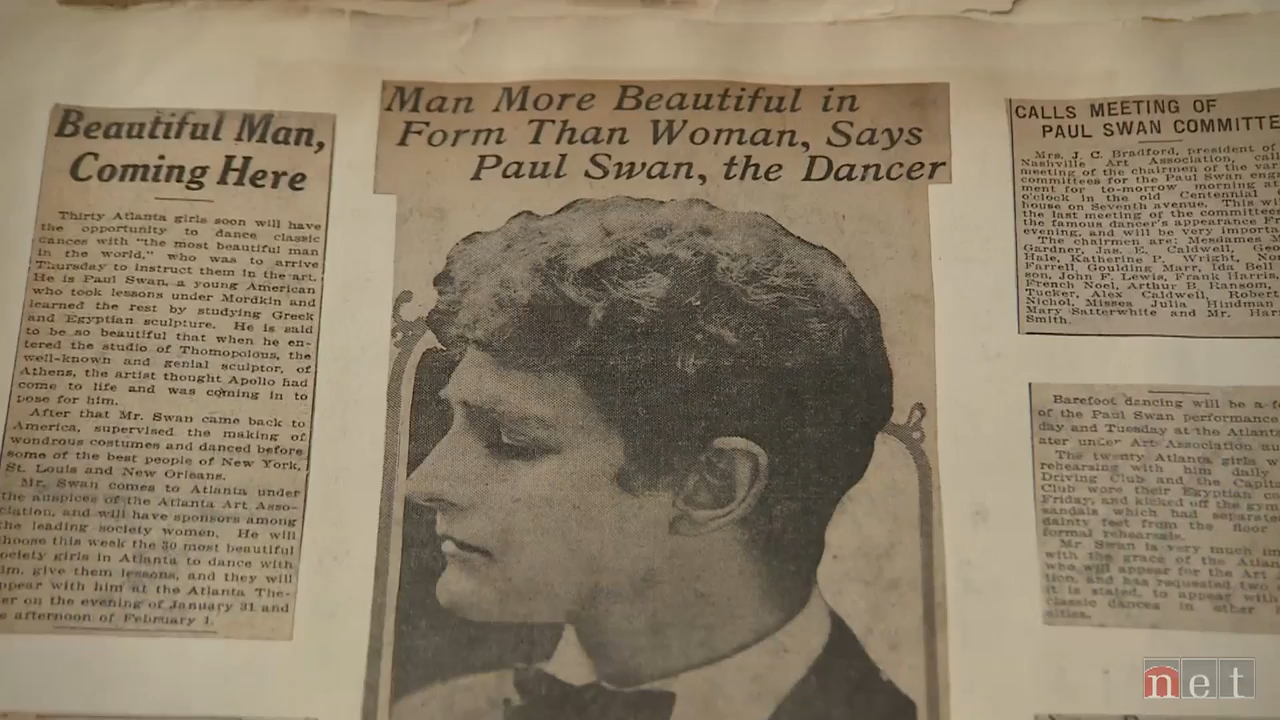 Beautiful Man,
Coming Here
Thirty Atlanta girls soon will have
the opportunity to dance classic
dances with "the most beautiful man
in the world," who was to arrive
Thursday to instruct them in the art.
He is Paul Swan, a young American
who took lessons under Mordkin and
learned the rest by studying Greek
and Egyptian sculpture. He is said
to be so beautiful that when he en-
tered the studio of Thomopolous, the
well-known and genial sculptor, of
Athens, the artist thought Apollo had
come to life and was coming in to
pose for him.
After that Mr. Swan came back to
America, supervised the making of
wondrous costumes and danced before
some of the best people of New York,
St. Louis and New Orleans.
Mr. Swan comes to Atlanta under
the auspices of the Atlanta Art Asso-
ciation, and will have sponsors among
the leading society women. He will
hoose this week the 30 most beautiful
ociety girls in Atlanta to dance with
im, give them lessons, and they will
ppear with him at the Atlanta The-
er on the evening of January 31 and
e afternoon of February 1.
Man More Beautiful in
Form Than Woman, Says
Paul Swan, the Dancer
CALLS MEETING OF
PAUL SWAN COMMITTE
Mrs. J. C. Bradford, president of
Nashville Art Association, call
meeting of the chairmen of the var
committees for the Paul Swan enga
ment for to-morrow morning at
o'clock in the old Centennial
house on Seventh avenue. This wi
the last meeting of the committee
the famous dancer's appearance Fr
evening, and will be very importa
The chairmen are: Mesdames M
Gardner, Jas. E. Caldwell, Geo
Hale, Katherine P. Wright, No
Farrell, Goulding Marr, Ida Bell
son, John F. Lewis, Frank Harris
French Noel, Arthur B. Ransom,
Tucker, Alex Caldwell, Robert
Nichol, Misses Julia Hindman
Mary Satterwhite and Mr. Har
Smith.
Barefoot dancing will be a fe
of the Paul Swan performance
day and Tuesday at the Atlanta
ater under Art Association au
The twenty Atlanta girls w
rehearsing with him daily
Driving Club and the Capita
Club wore their Egyptian co
Friday, and kicked off the gym
sandals which had separate
dainty feet from the floor
formal rehearsals.
Mr. Swan is very much im
with the grace of the Atlan
who will appear for the Art
tion, and has requested two
it is stated, to appear with
classic dances in other
cities.
net